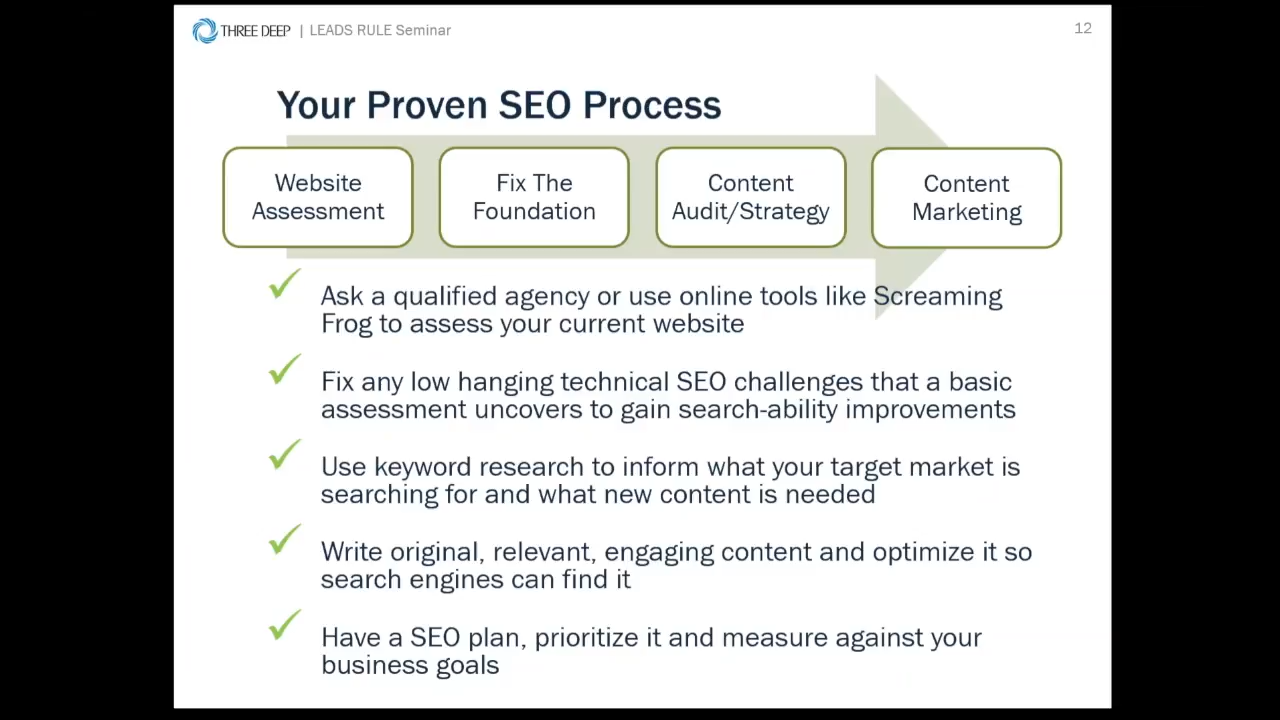 THREE DEEP | LEADS RULE Seminar
12
Your Proven SEO Process
Website
Assessment
Fix The
Foundation
Content
Audit/Strategy
Content
Marketing
Ask a qualified agency or use online tools like Screaming
Frog to assess your current website
Fix any low hanging technical SEO challenges that a basic
assessment uncovers to gain search-ability improvements
Use keyword research to inform what your target market is
searching for and what new content is needed
Write original, relevant, engaging content and optimize it so
search engines can find it
Have a SEO plan, prioritize it and measure against your
business goals